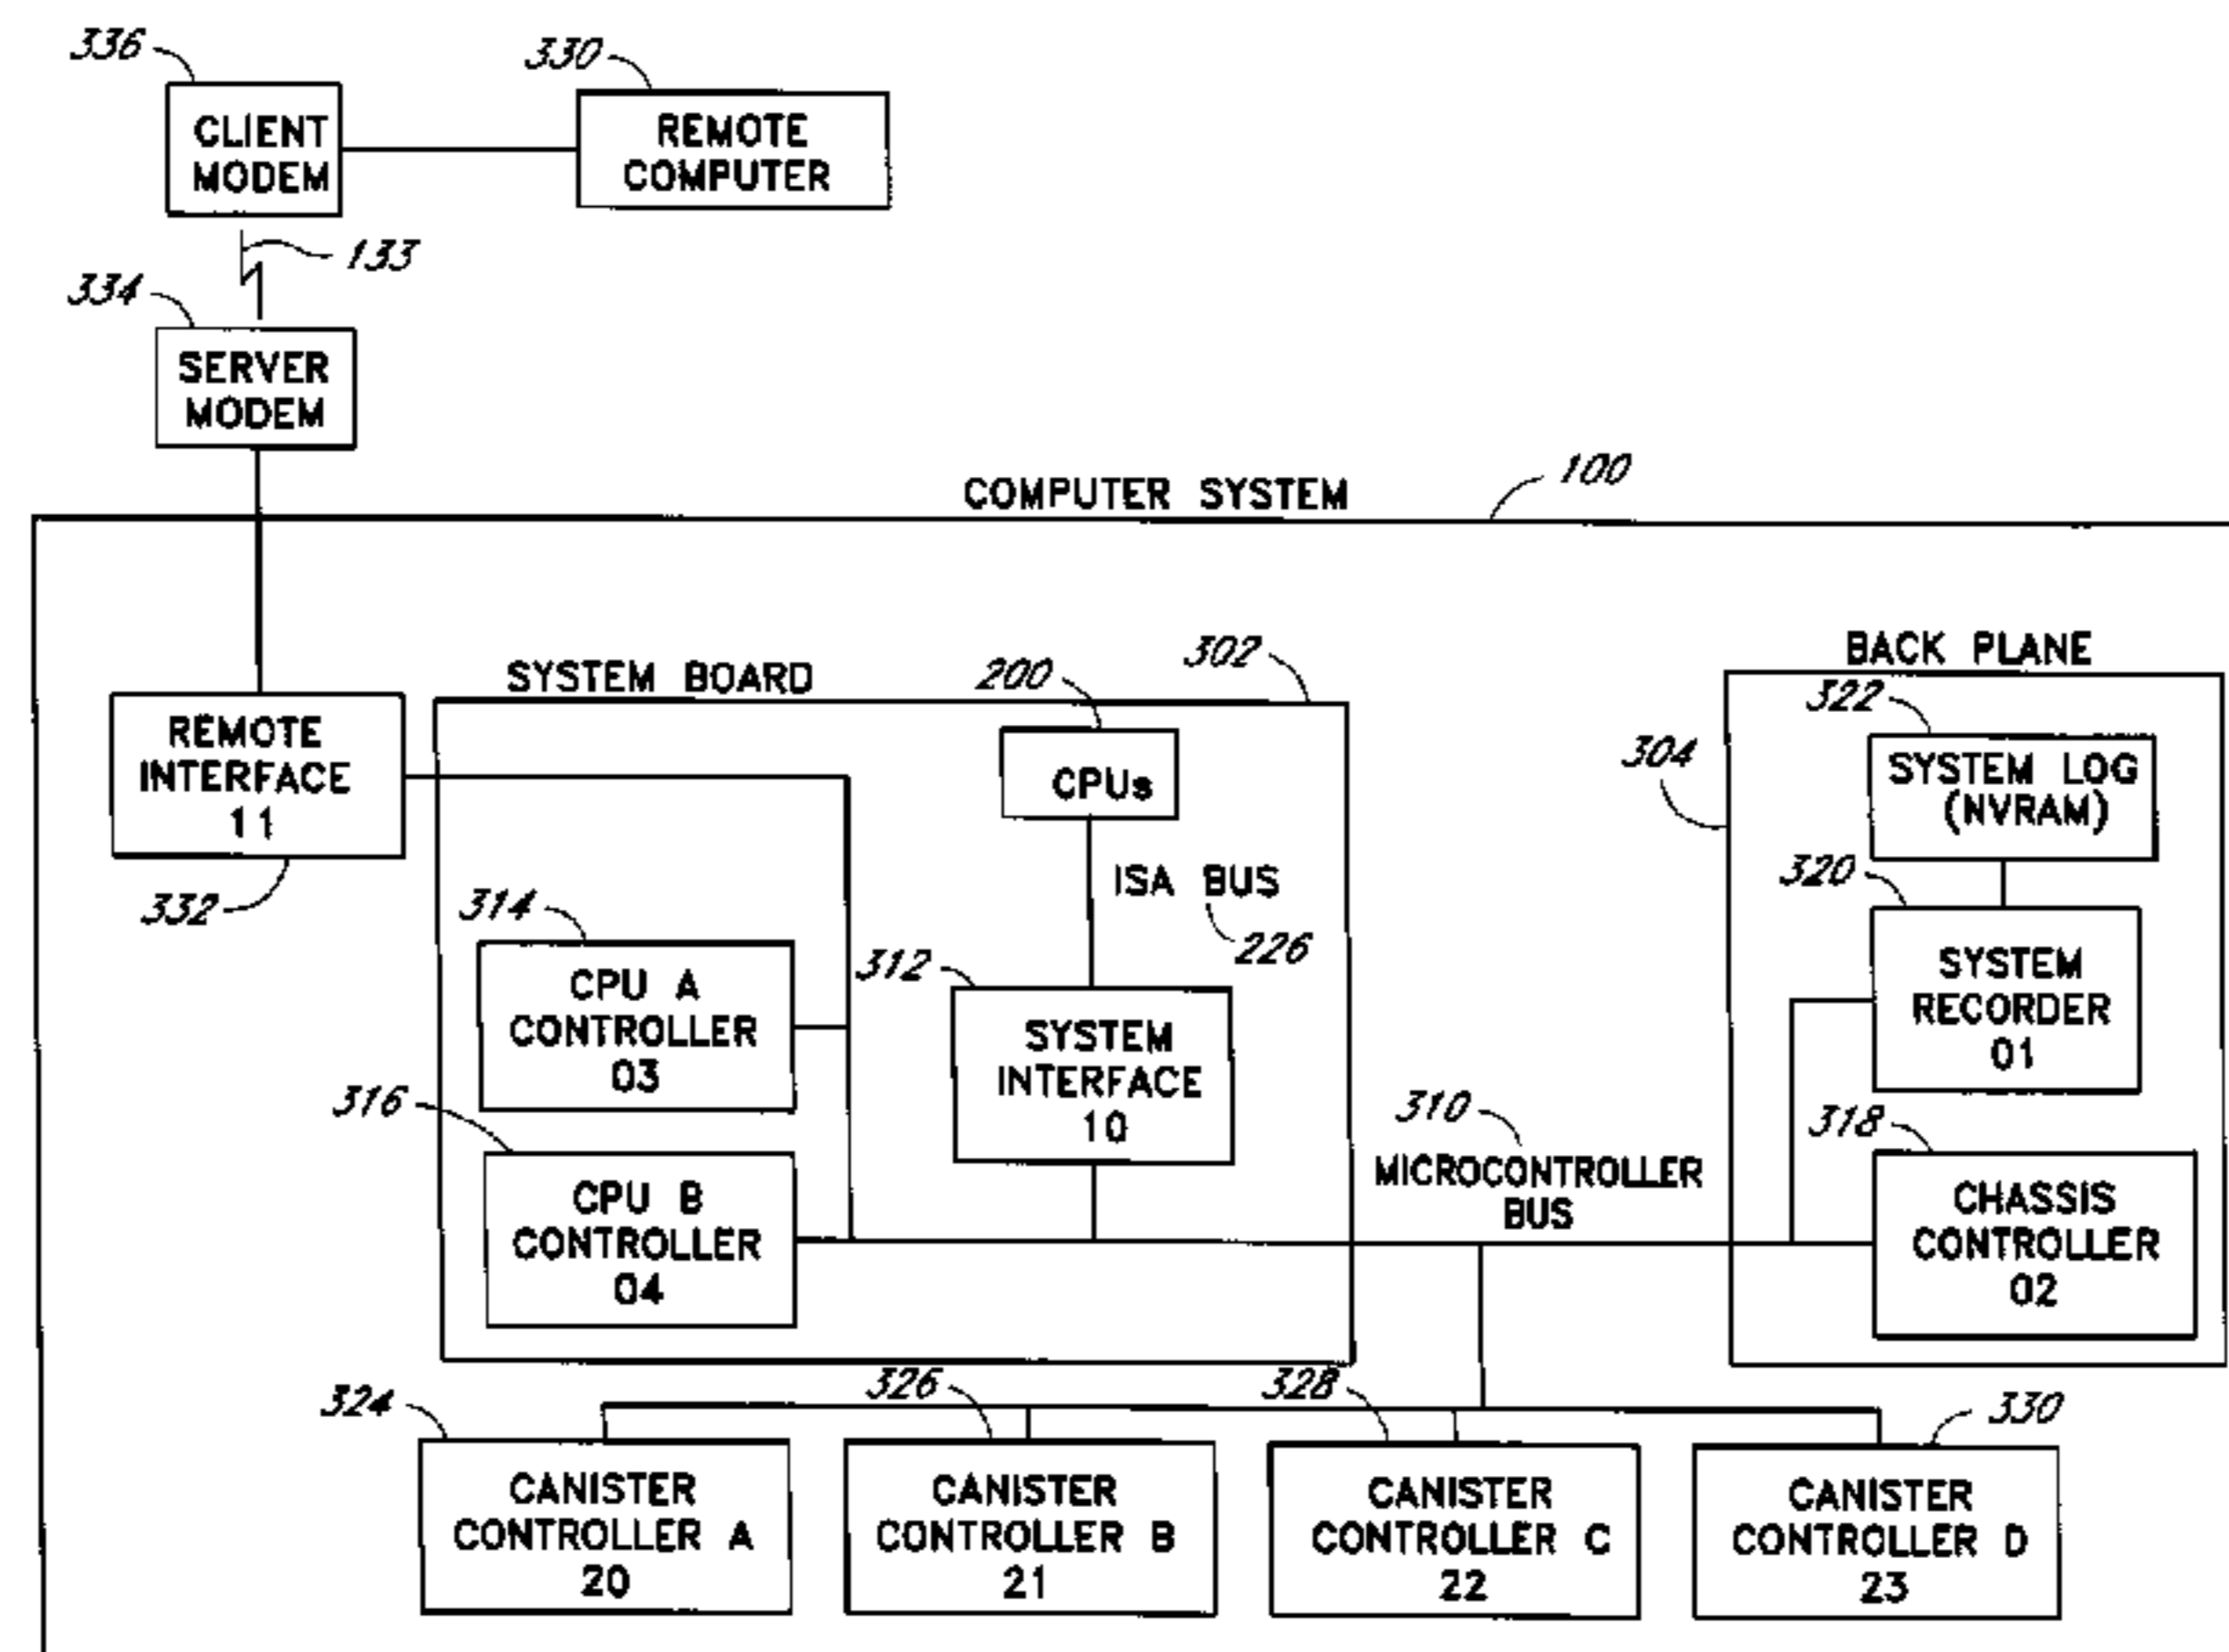 336
330
CLIENT
MODEM
REMOTE
COMPUTER
133
334
SERVER
MODEM
COMPUTER SYSTEM
100
SYSTEM BOARD
302
200
BACK PLANE
322
304
REMOTE
INTERFACE
11
332
CPUs
SYSTEM LOG
(NVRAM)
ISA BUS
226
320
314
312
CPU A
CONTROLLER
03
SYSTEM
INTERFACE
10
SYSTEM
RECORDER
01
316
310
MICROCONTROLLER
BUS
318
CPU B
CONTROLLER
04
CHASSIS
CONTROLLER
02
324
326
328
330
CANISTER
CONTROLLER A
20
CANISTER
CONTROLLER B
21
CANISTER
CONTROLLER C
22
CANISTER
CONTROLLER D
23